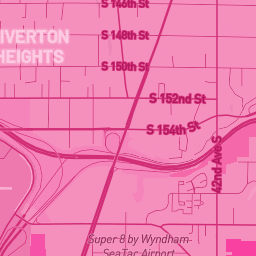 S 146th St
IVERTON
HEIGHTS
S 148th St
S 150th St
S 152nd St
S 154th St
42nd Ave S
Super 8 by Wyndham
SeaTac Airport